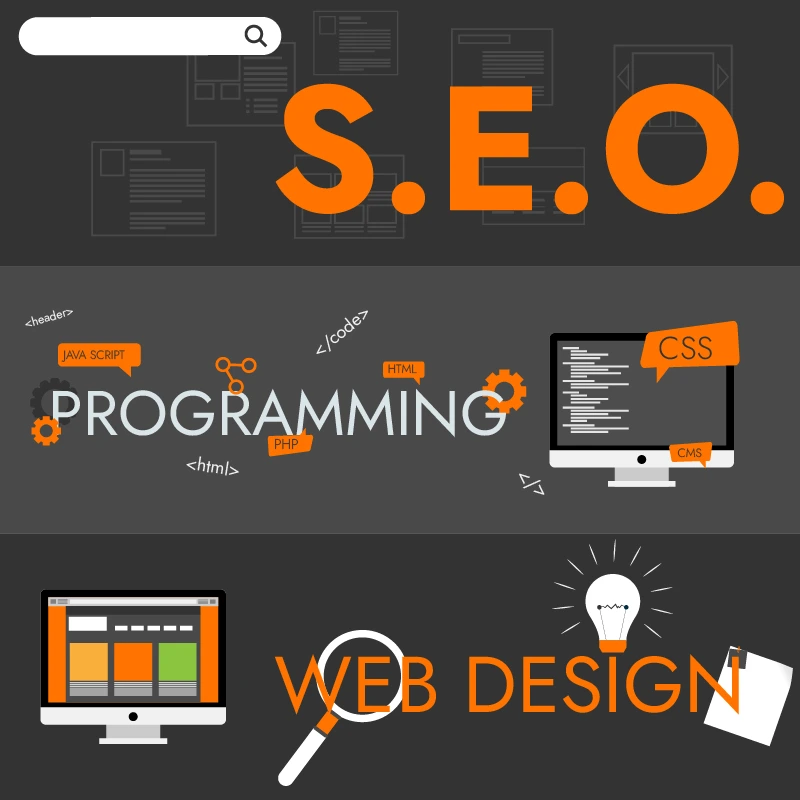 S.E.O.
<header>
</code>
JAVA SCRIPT
HTML
CSS
PROGRAMMING
PHP
CMS
<html>
</>
WEB DESIGN